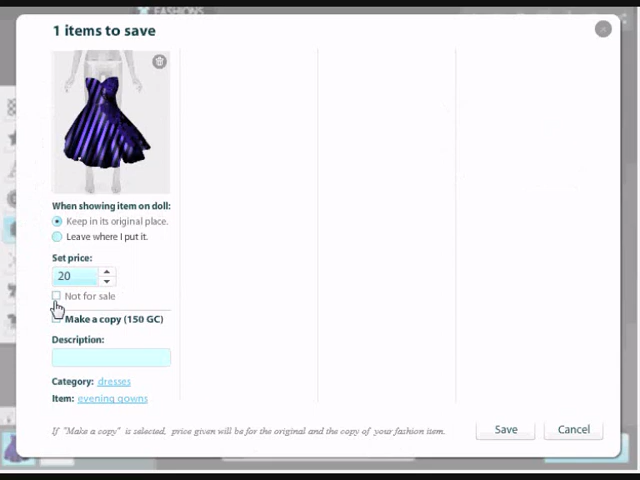 FASHIONS
1 items to save
When showing item on doll:
Keep in its original place.
Leave where I put it.
Set price:
20
Not for sale
Make a copy (150 GC)
Description:
Category: dresses
Item: evening gowns
If "Make a copy" is selected, price given will be for the original and the copy of your fashion item.
Save
Cancel